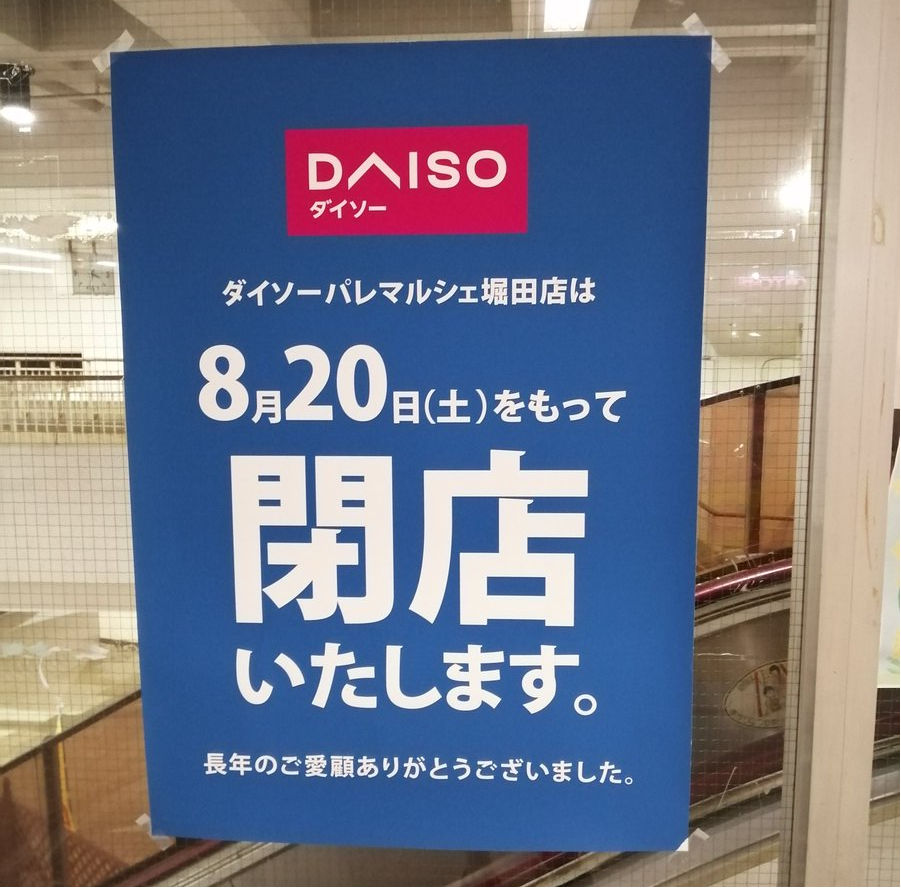 DAISO
ダイソー
ダイソーパレマルシェ堀田店は
8月20日(土)をもって
閉店
いたします。
長年のご愛顧ありがとうございました。